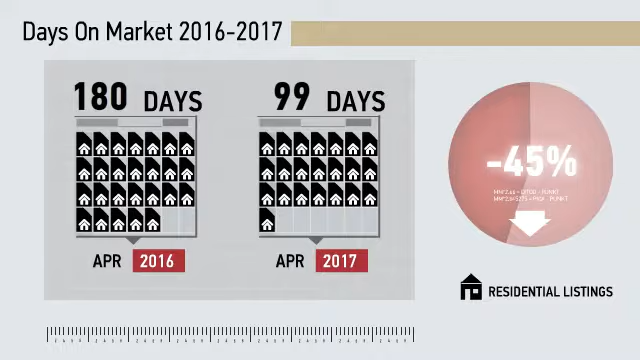 Days On Market 2016-2017
180 DAYS
99 DAYS
-45%
APR 2016
APR 2017
RESIDENTIAL LISTINGS